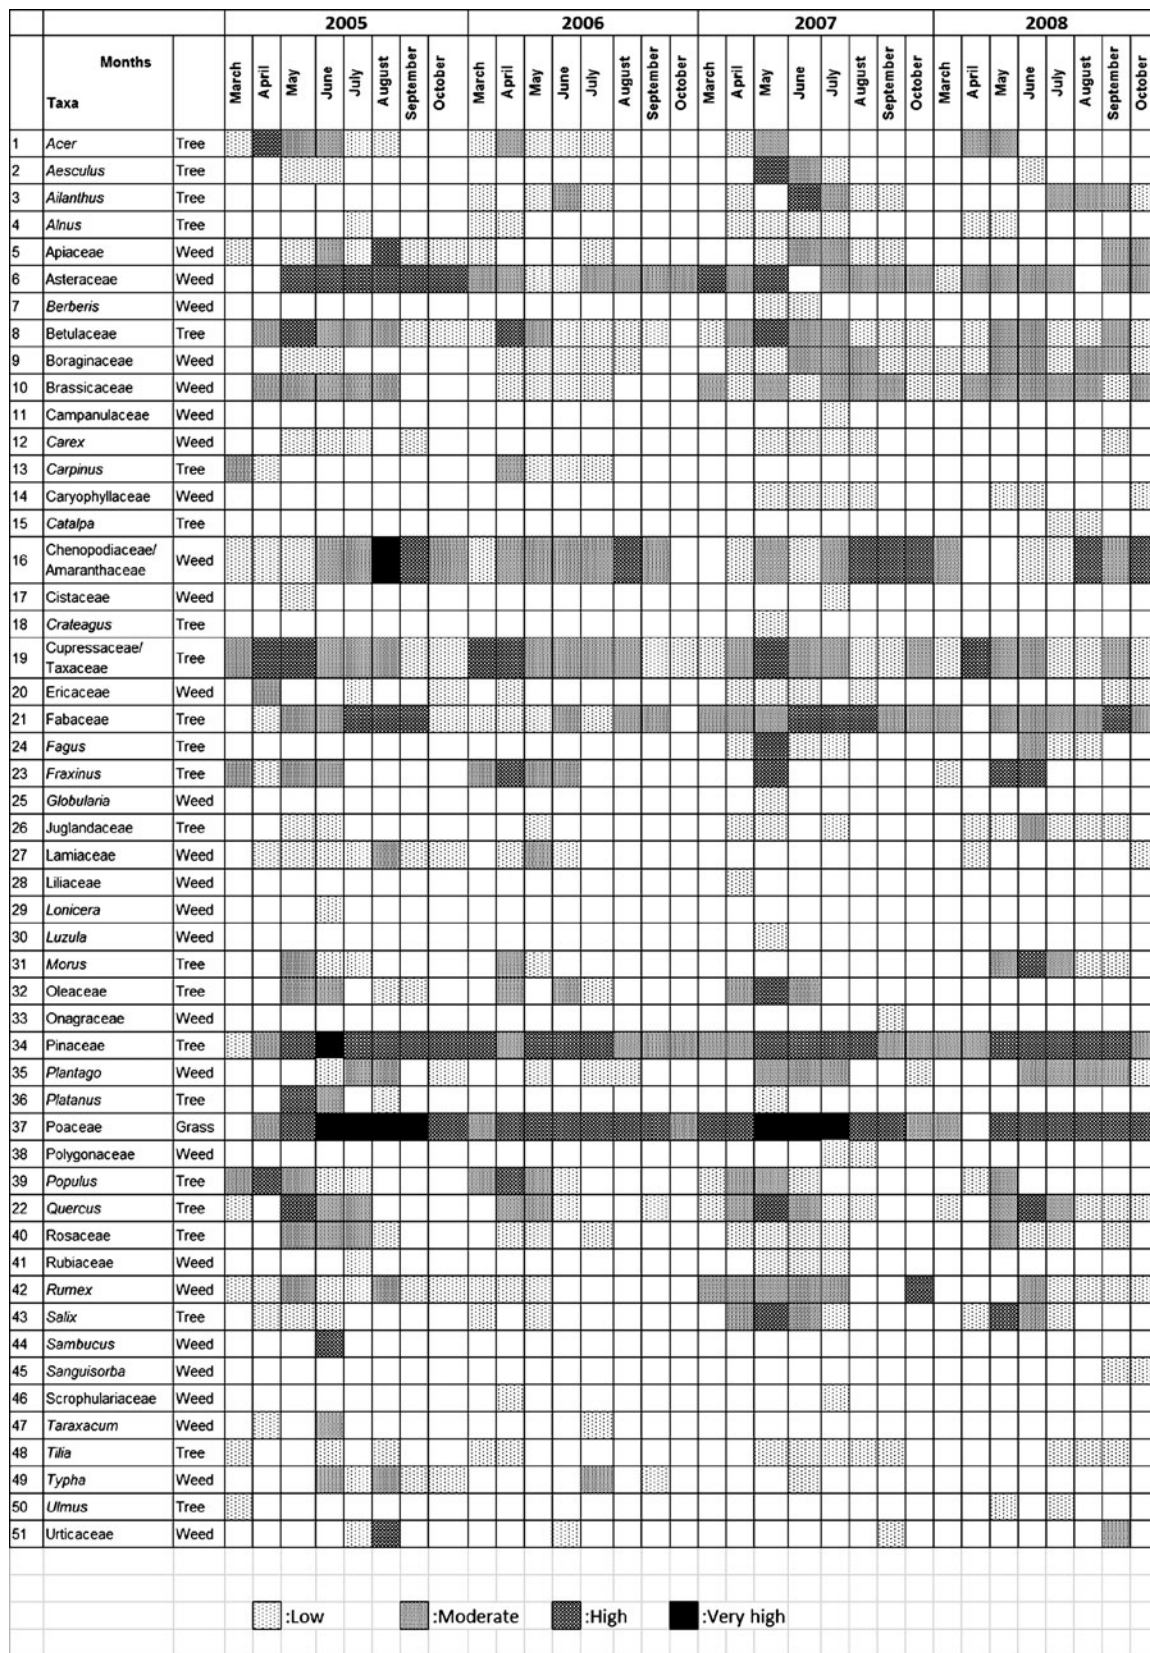 2005 2006 2007 2008
Months
Taxa
March April May June July August September October March April May June July August September October March April May June July August September October March April May June July August September October
1 Acer Tree
2 Aesculus Tree
3 Ailanthus Tree
4 Alnus Tree
5 Apiaceae Weed
6 Asteraceae Weed
7 Berberis Weed
8 Betulaceae Tree
9 Boraginaceae Weed
10 Brassicaceae Weed
11 Campanulaceae Weed
12 Carex Weed
13 Carpinus Tree
14 Caryophyllaceae Weed
15 Catalpa Tree
16 Chenopodiaceae/ Weed
Amaranthaceae
17 Cistaceae Weed
18 Crateagus Tree
19 Cupressaceae/ Tree
Taxaceae
20 Ericaceae Weed
21 Fabaceae Tree
24 Fagus Tree
23 Fraxinus Tree
25 Globularia Weed
26 Juglandaceae Tree
27 Lamiaceae Weed
28 Liliaceae Weed
29 Lonicera Weed
30 Luzula Weed
31 Morus Tree
32 Oleaceae Tree
33 Onagraceae Weed
34 Pinaceae Tree
35 Plantago Weed
36 Platanus Tree
37 Poaceae Grass
38 Polygonaceae Weed
39 Populus Tree
22 Quercus Tree
40 Rosaceae Tree
41 Rubiaceae Weed
42 Rumex Weed
43 Salix Tree
44 Sambucus Weed
45 Sanguisorba Weed
46 Scrophulariaceae Weed
47 Taraxacum Weed
48 Tilia Tree
49 Typha Weed
50 Ulmus Tree
51 Urticaceae Weed
:Low :Moderate :High :Very high